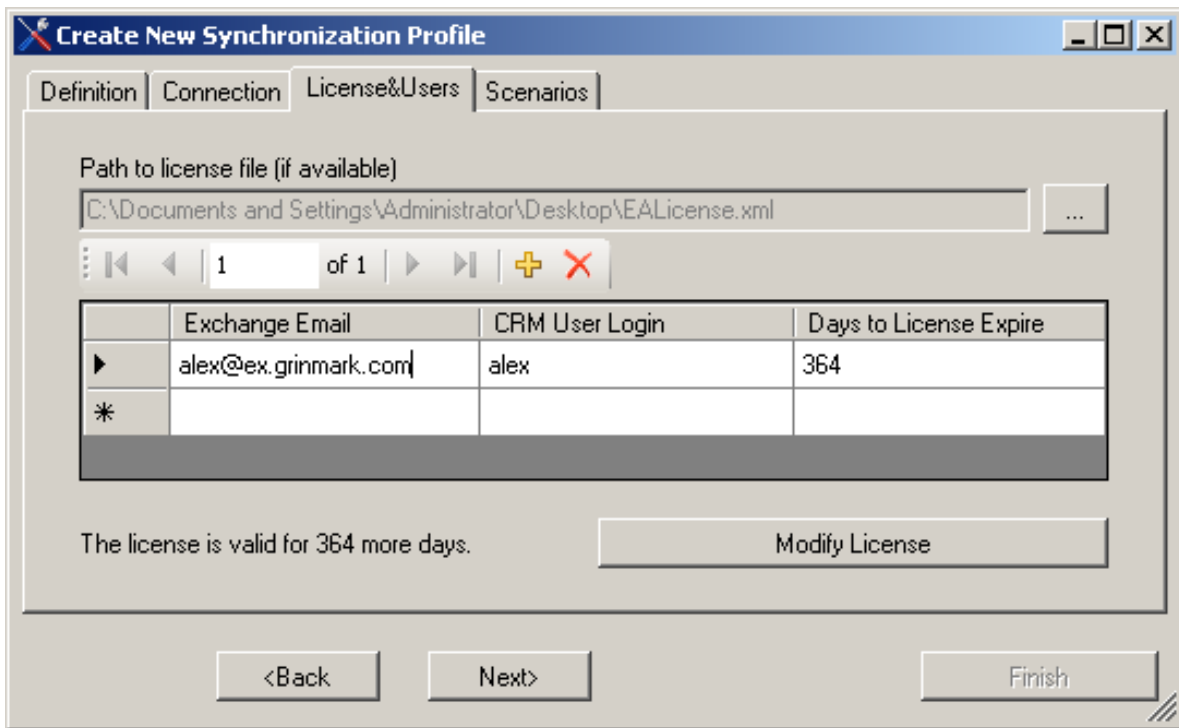 Create New Synchronization Profile
Definition Connection License&Users Scenarios
Path to license file (if available)
C:\Documents and Settings\Administrator\Desktop\EALicense.xml ...
1 of 1
Exchange Email CRM User Login Days to License Expire
alex@ex.grinmark.com alex 364
The license is valid for 364 more days. Modify License
<Back Next> Finish